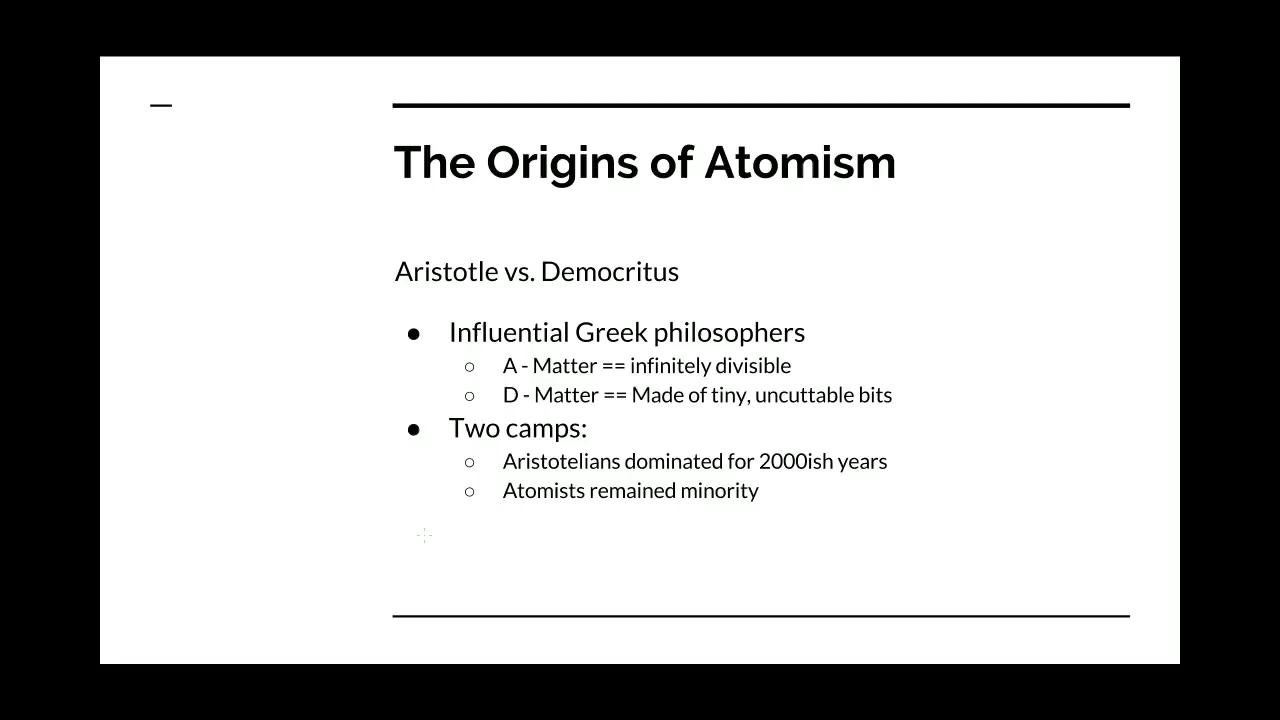 The Origins of Atomism
Aristotle vs. Democritus
● Influential Greek philosophers
○ A - Matter == infinitely divisible
○ D - Matter == Made of tiny, uncuttable bits
● Two camps:
○ Aristotelians dominated for 2000ish years
○ Atomists remained minority